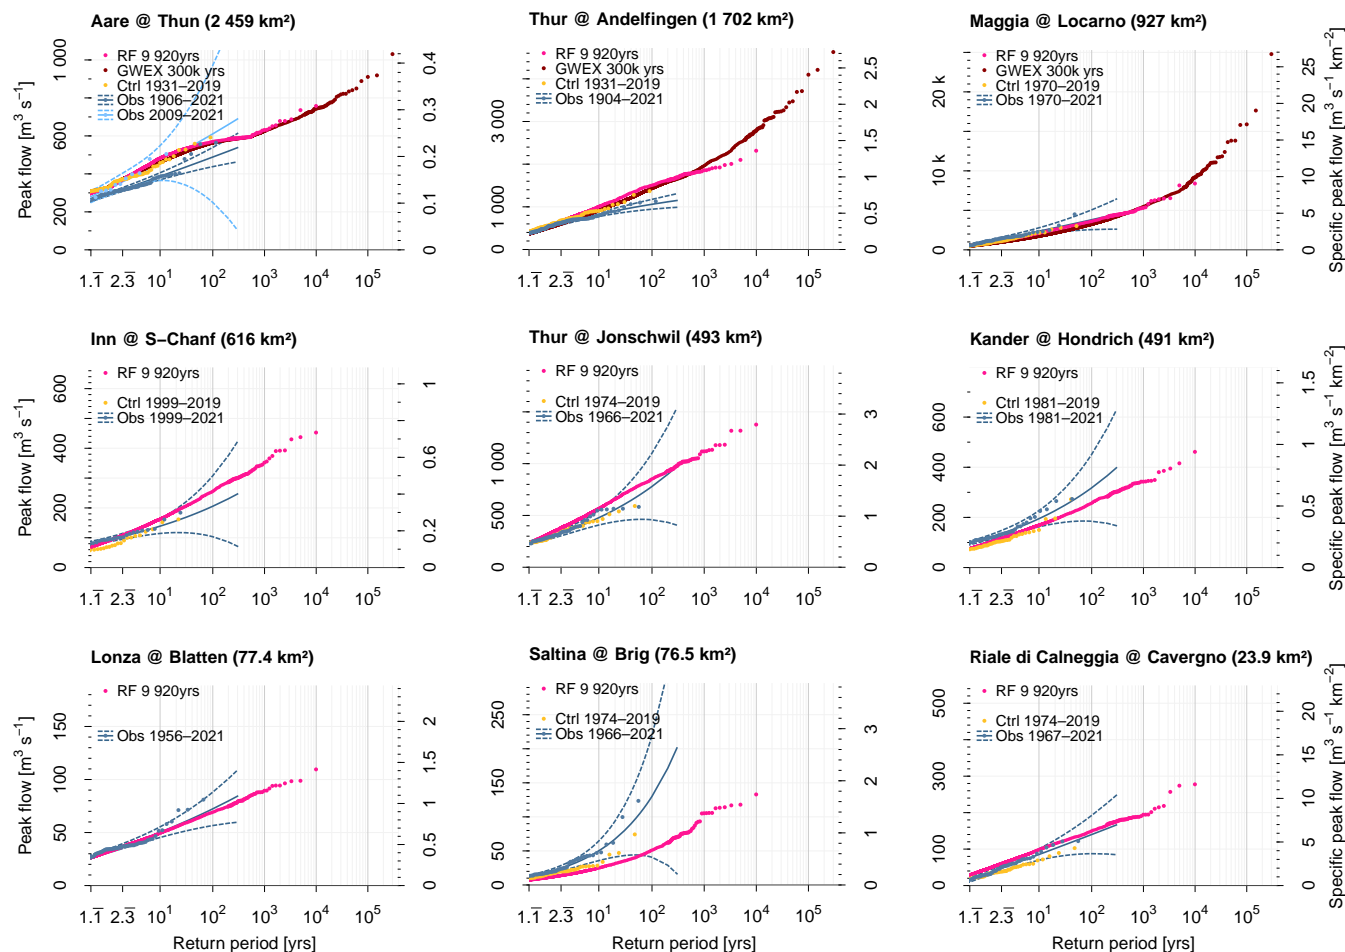 Aare @ Thun (2 459 km²)
Peak flow [m³ s⁻¹]
0 200 400 600 1 000
RF 9 920yrs
GWEX 300k yrs
Ctrl 1931–2019
Obs 1906–2021
Obs 2009–2021
0 0.1 0.2 0.3 0.4
1.1̅ 2.3̅ 10¹ 10² 10³ 10⁴ 10⁵
Thur @ Andelfingen (1 702 km²)
0 1 000 3 000
RF 9 920yrs
GWEX 300k yrs
Ctrl 1931–2019
Obs 1904–2021
0 0.5 1 1.5 2 2.5
1.1̅ 2.3̅ 10¹ 10² 10³ 10⁴ 10⁵
Maggia @ Locarno (927 km²)
0 10 k 20 k
RF 9 920yrs
GWEX 300k yrs
Ctrl 1970–2019
Obs 1970–2021
0 5 10 15 20 25
Specific peak flow [m³ s⁻¹ km⁻²]
1.1̅ 2.3̅ 10¹ 10² 10³ 10⁴ 10⁵
Inn @ S–Chanf (616 km²)
Peak flow [m³ s⁻¹]
0 100 200 400 600
RF 9 920yrs
Ctrl 1999–2019
Obs 1999–2021
0 0.2 0.4 0.6 1
1.1̅ 2.3̅ 10¹ 10² 10³ 10⁴ 10⁵
Thur @ Jonschwil (493 km²)
0 200 500 1 000
RF 9 920yrs
Ctrl 1974–2019
Obs 1966–2021
0 1 2 3
1.1̅ 2.3̅ 10¹ 10² 10³ 10⁴ 10⁵
Kander @ Hondrich (491 km²)
0 100 200 400 600
RF 9 920yrs
Ctrl 1981–2019
Obs 1981–2021
0 0.5 1 1.5
Specific peak flow [m³ s⁻¹ km⁻²]
1.1̅ 2.3̅ 10¹ 10² 10³ 10⁴ 10⁵
Lonza @ Blatten (77.4 km²)
Peak flow [m³ s⁻¹]
0 50 100 150
RF 9 920yrs
Obs 1956–2021
0 0.5 1 1.5 2
1.1̅ 2.3̅ 10¹ 10² 10³ 10⁴ 10⁵
Return period [yrs]
Saltina @ Brig (76.5 km²)
0 50 100 150 250
RF 9 920yrs
Ctrl 1974–2019
Obs 1966–2021
0 1 2 3
1.1̅ 2.3̅ 10¹ 10² 10³ 10⁴ 10⁵
Return period [yrs]
Riale di Calneggia @ Cavergno (23.9 km²)
0 100 300 500
RF 9 920yrs
Ctrl 1974–2019
Obs 1967–2021
0 5 10 15 20
Specific peak flow [m³ s⁻¹ km⁻²]
1.1̅ 2.3̅ 10¹ 10² 10³ 10⁴ 10⁵
Return period [yrs]